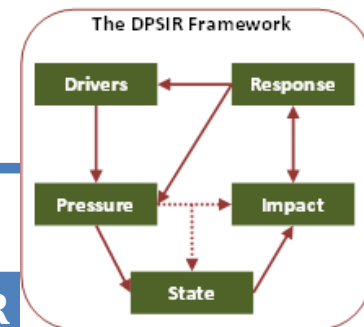 The DPSIR Framework
Drivers
Response
Pressure
Impact
State
R